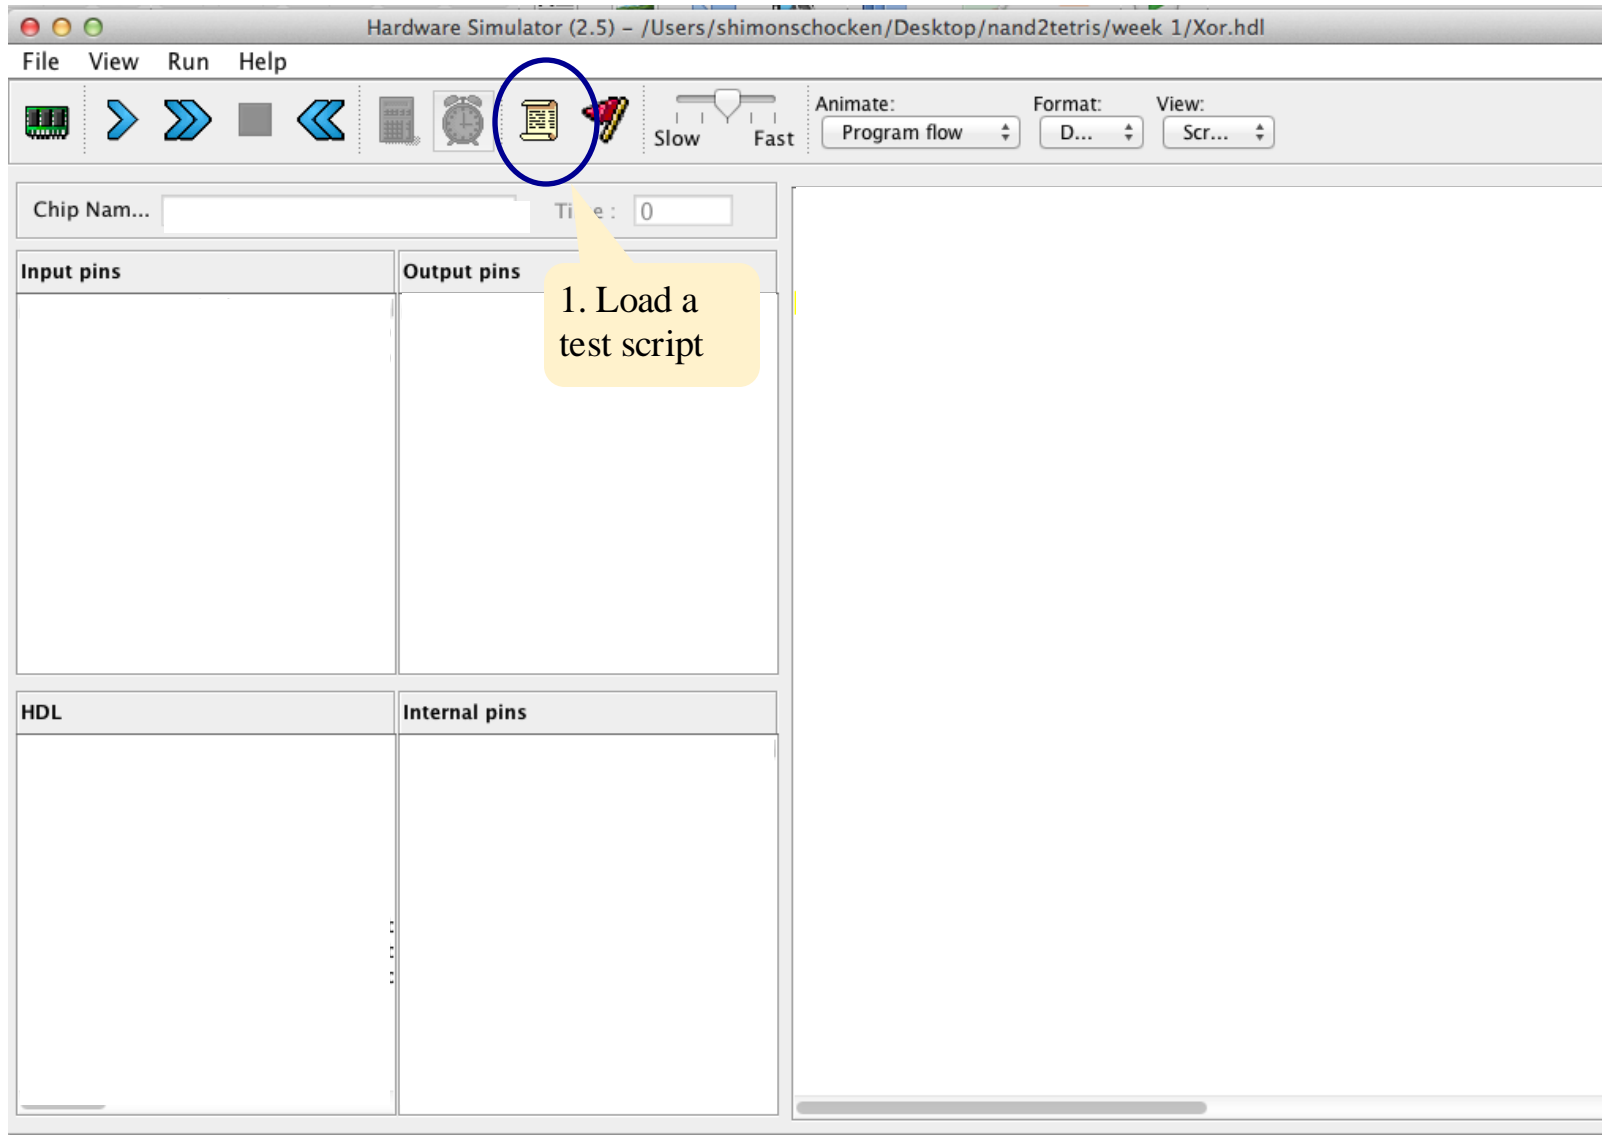 Hardware Simulator (2.5) – /Users/shimonschocken/Desktop/nand2tetris/week 1/Xor.hdl
File View Run Help
Animate: Format: View:
Slow Fast Program flow D... Scr...
Chip Nam... : 0
Input pins Output pins
1. Load a
test script
HDL Internal pins